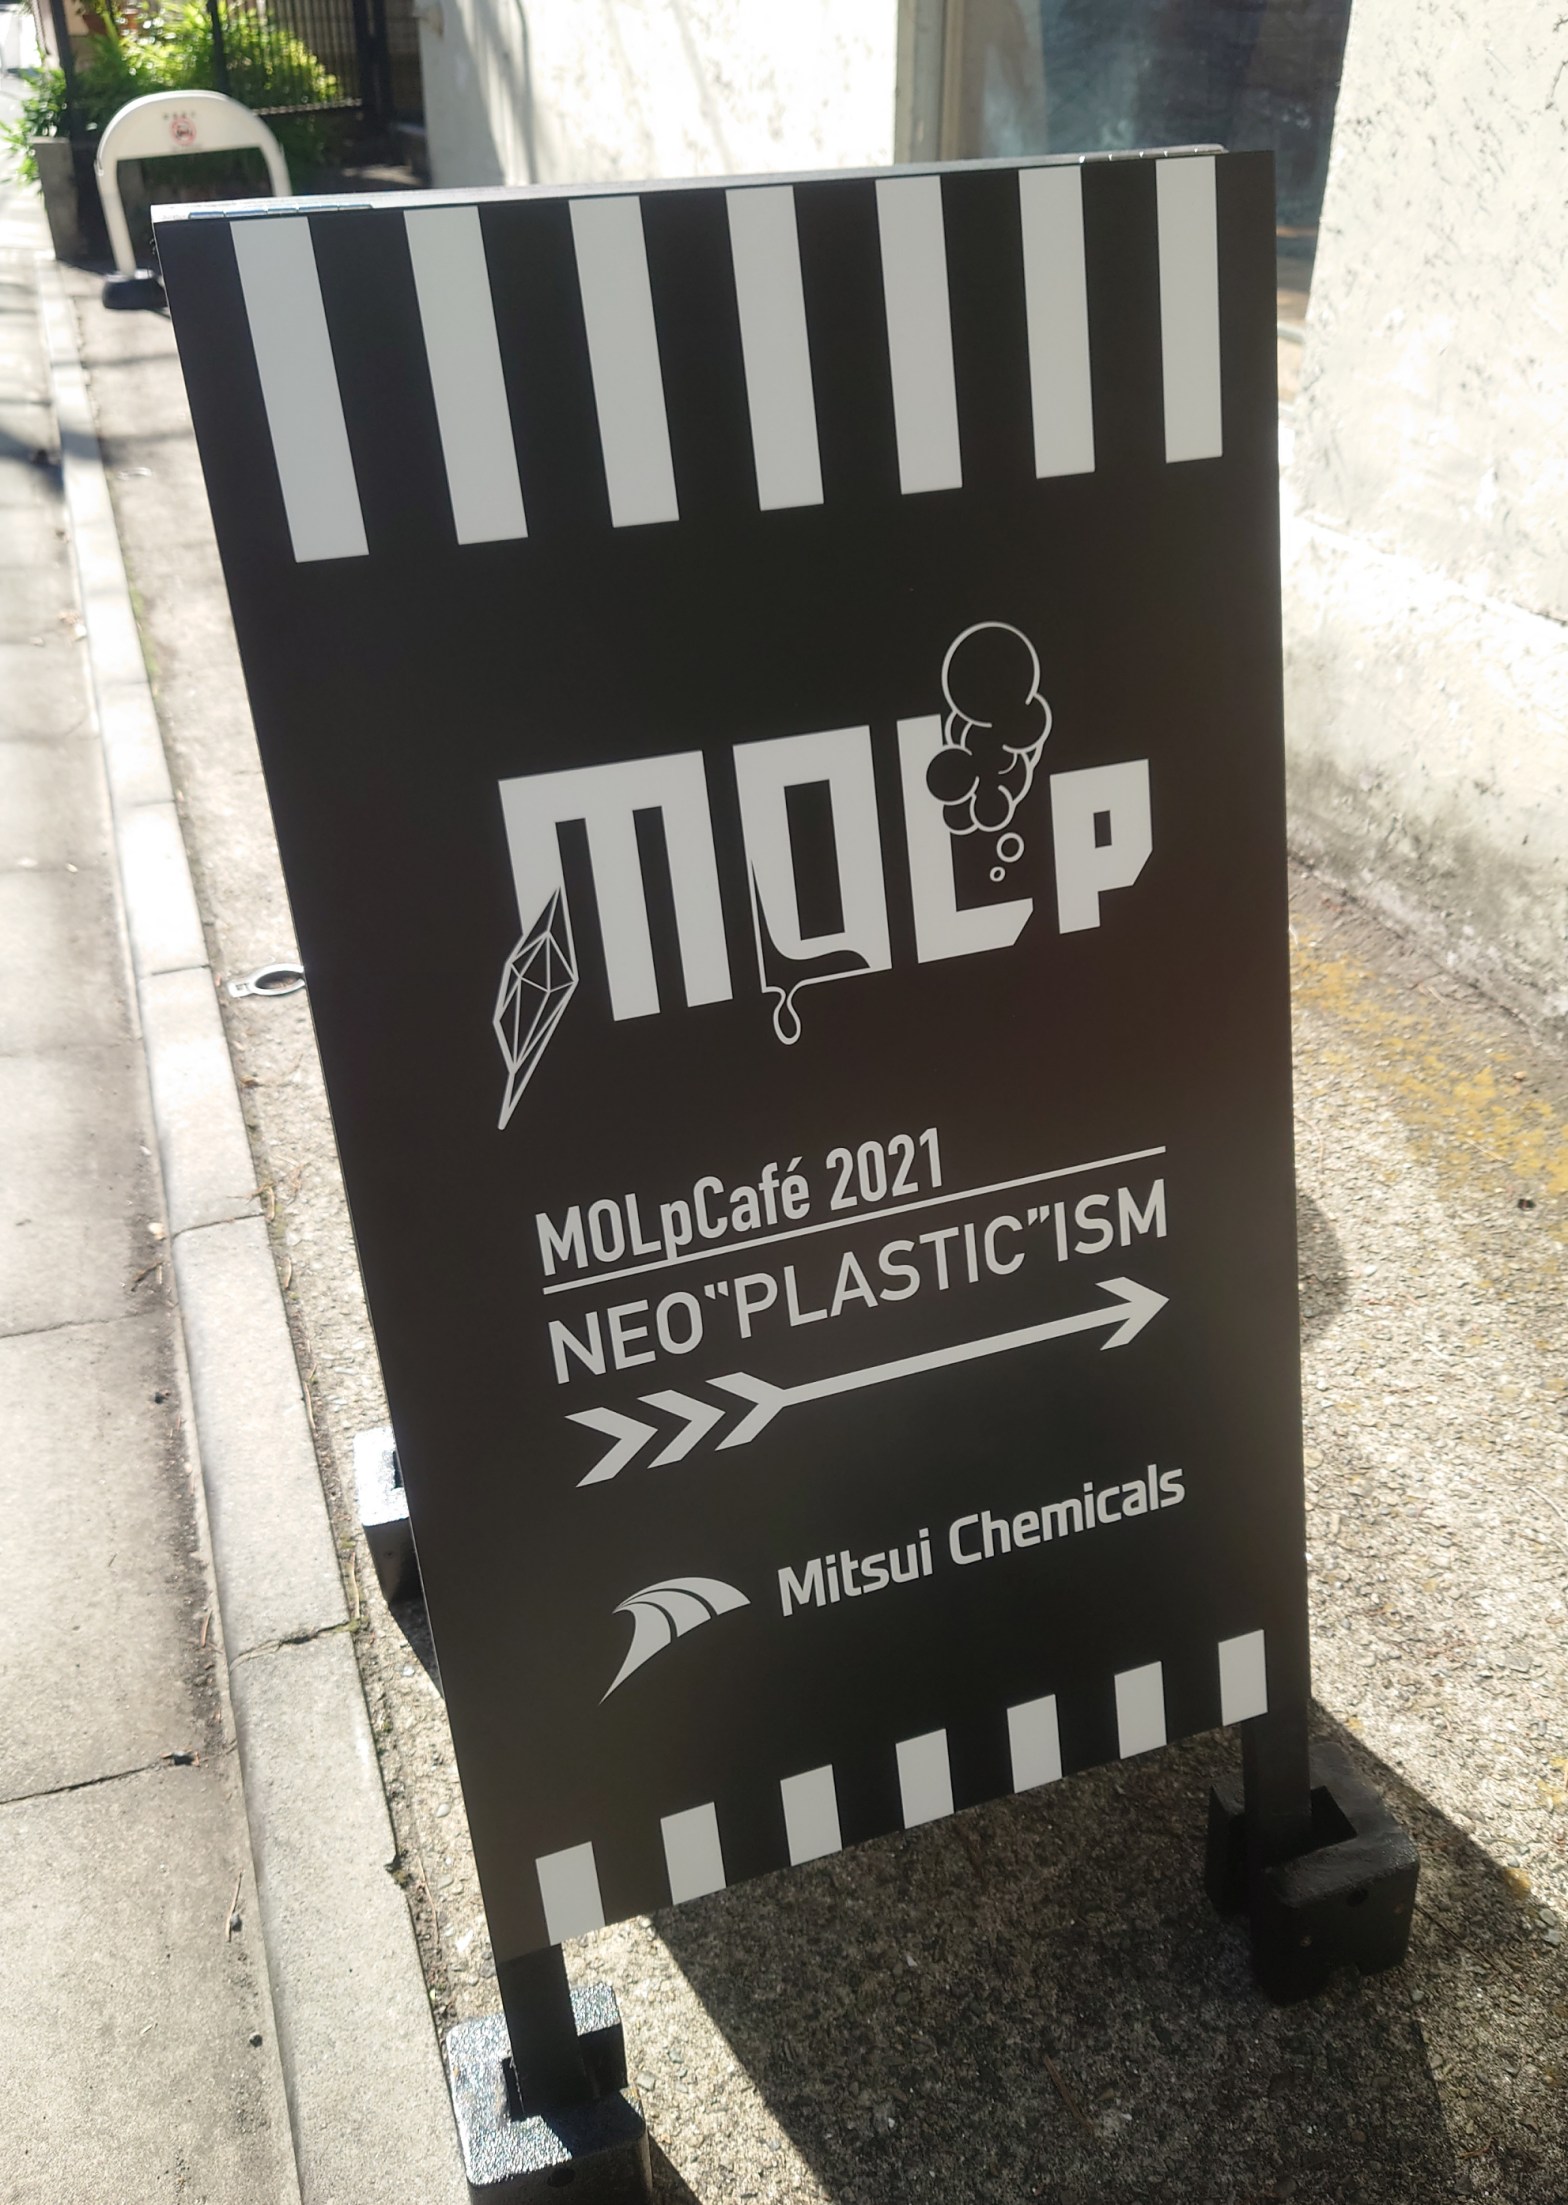 MOLp
MOLpCafé 2021
NEO“PLASTIC”ISM
Mitsui Chemicals